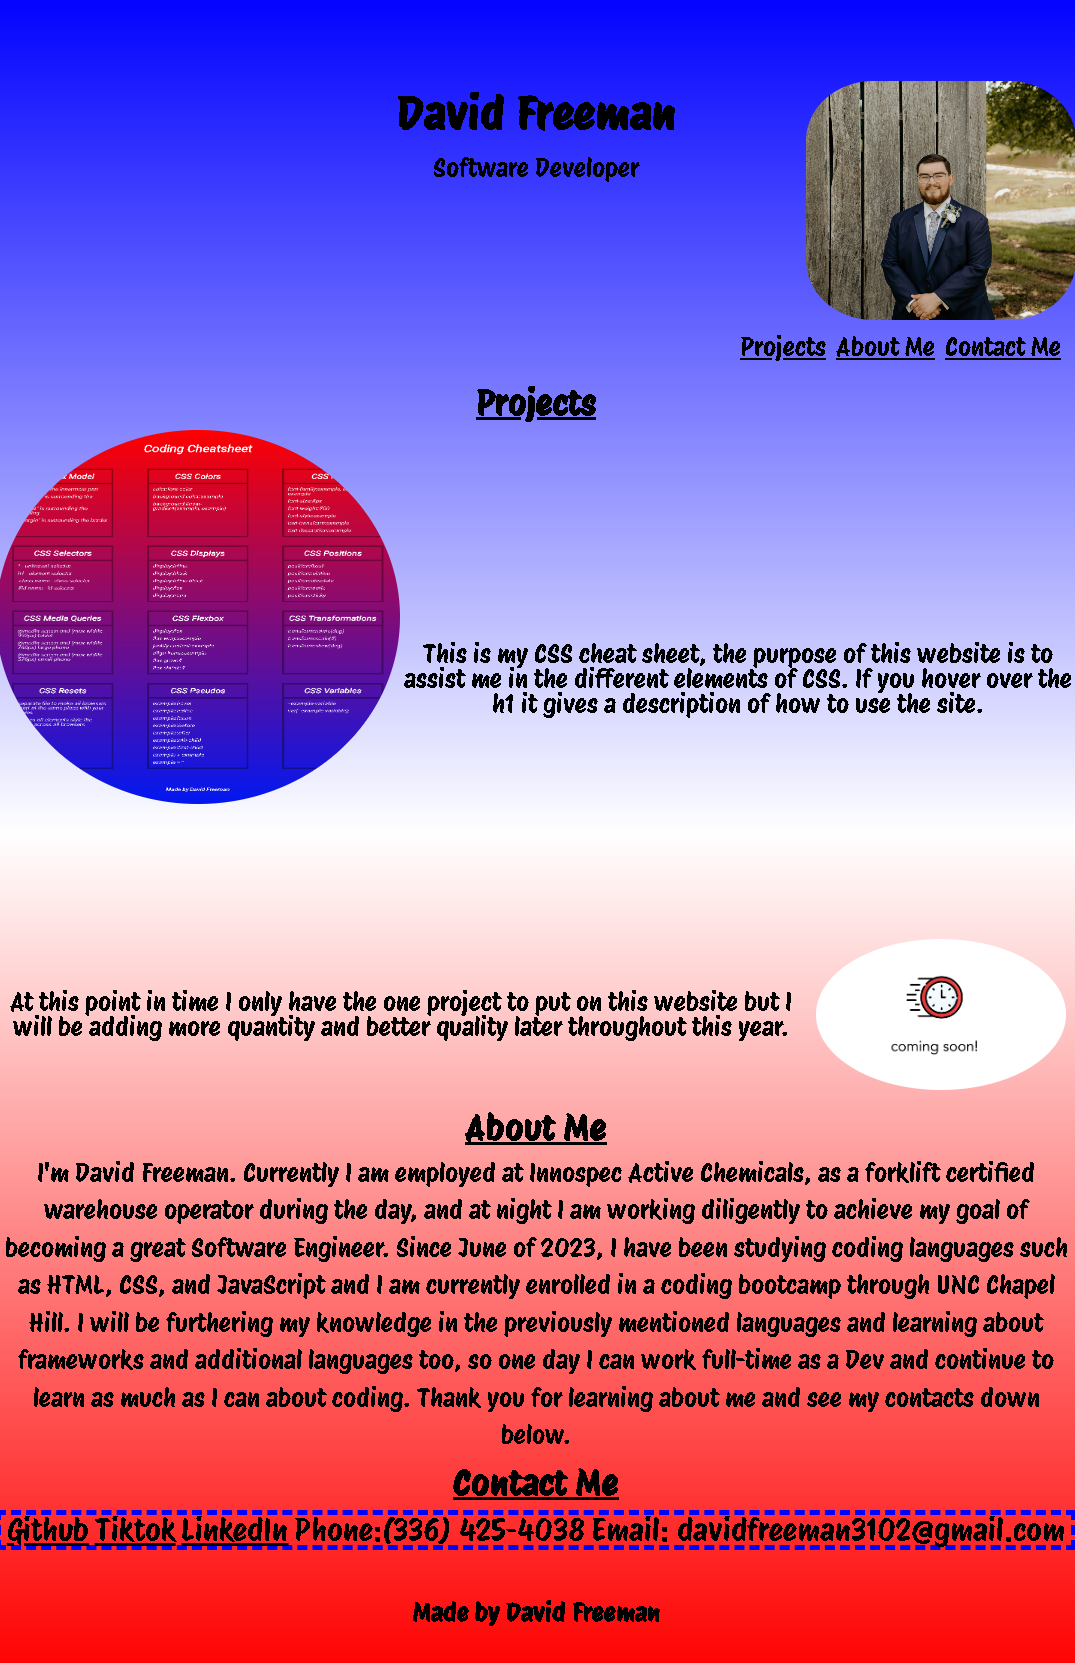 David Freeman
Software Developer
Projects About Me Contact Me
Projects
Coding Cheatsheet
Model
CSS Colors
CSS
CSS Selectors
CSS Displays
CSS Positions
CSS Media Queries
CSS Flexbox
CSS Transformations
CSS Resets
CSS Pseudos
CSS Variables
Made by David Freeman
This is my CSS cheat sheet, the purpose of this website is to
assist me in the different elements of CSS. If you hover over the
h1 it gives a description of how to use the site.
At this point in time I only have the one project to put on this website but I
will be adding more quantity and better quality later throughout this year.
coming soon!
About Me
I'm David Freeman. Currently I am employed at Innospec Active Chemicals, as a forklift certified
warehouse operator during the day, and at night I am working diligently to achieve my goal of
becoming a great Software Engineer. Since June of 2023, I have been studying coding languages such
as HTML, CSS, and JavaScript and I am currently enrolled in a coding bootcamp through UNC Chapel
Hill. I will be furthering my knowledge in the previously mentioned languages and learning about
frameworks and additional languages too, so one day I can work full-time as a Dev and continue to
learn as much as I can about coding. Thank you for learning about me and see my contacts down
below.
Contact Me
Github Tiktok LinkedIn Phone:(336) 425-4038 Email: davidfreeman3102@gmail.com
Made by David Freeman